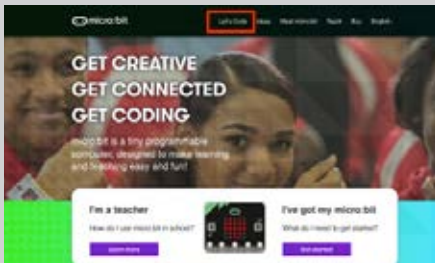 micro:bit
Let's Code Ideas Meet micro:bit Teach Buy English
GET CREATIVE
GET CONNECTED
GET CODING
micro:bit is a tiny programmable
computer, designed to make learning
and teaching easy and fun!
I'm a teacher
How do I use micro:bit in school?
Learn more
I've got my micro:bit
What do I need to get started?
Get started